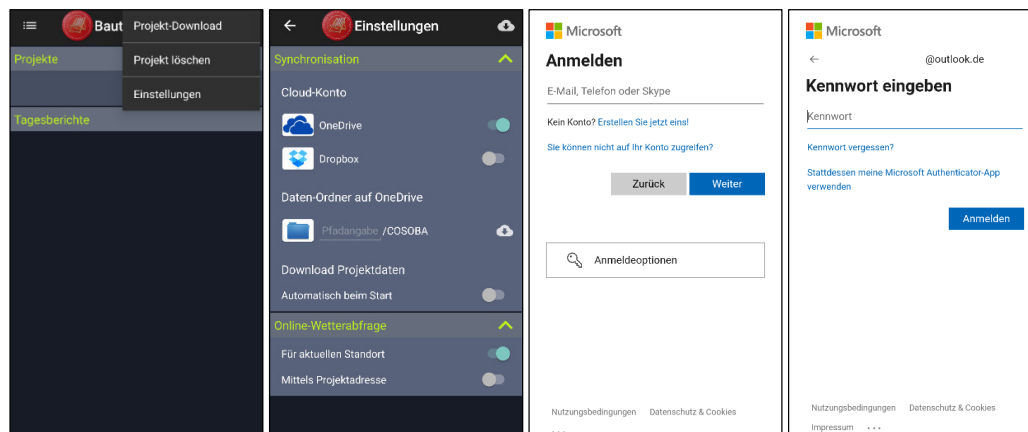 Baut
Projekt-Download
Projekte
Projekt löschen
Einstellungen
Tagesberichte
Einstellungen
Synchronisation
Cloud-Konto
OneDrive
Dropbox
Daten-Ordner auf OneDrive
Pfadangabe /COSOBA
Download Projektdaten
Automatisch beim Start
Online-Wetterabfrage
Für aktuellen Standort
Mittels Projektadresse
Microsoft
Anmelden
E-Mail, Telefon oder Skype
Kein Konto? Erstellen Sie jetzt eins!
Sie können nicht auf Ihr Konto zugreifen?
Zurück Weiter
Anmeldeoptionen
Nutzungsbedingungen Datenschutz & Cookies
Microsoft
@outlook.de
Kennwort eingeben
Kennwort
Kennwort vergessen?
Stattdessen meine Microsoft Authenticator-App
verwenden
Anmelden
Nutzungsbedingungen Datenschutz & Cookies
Impressum ...